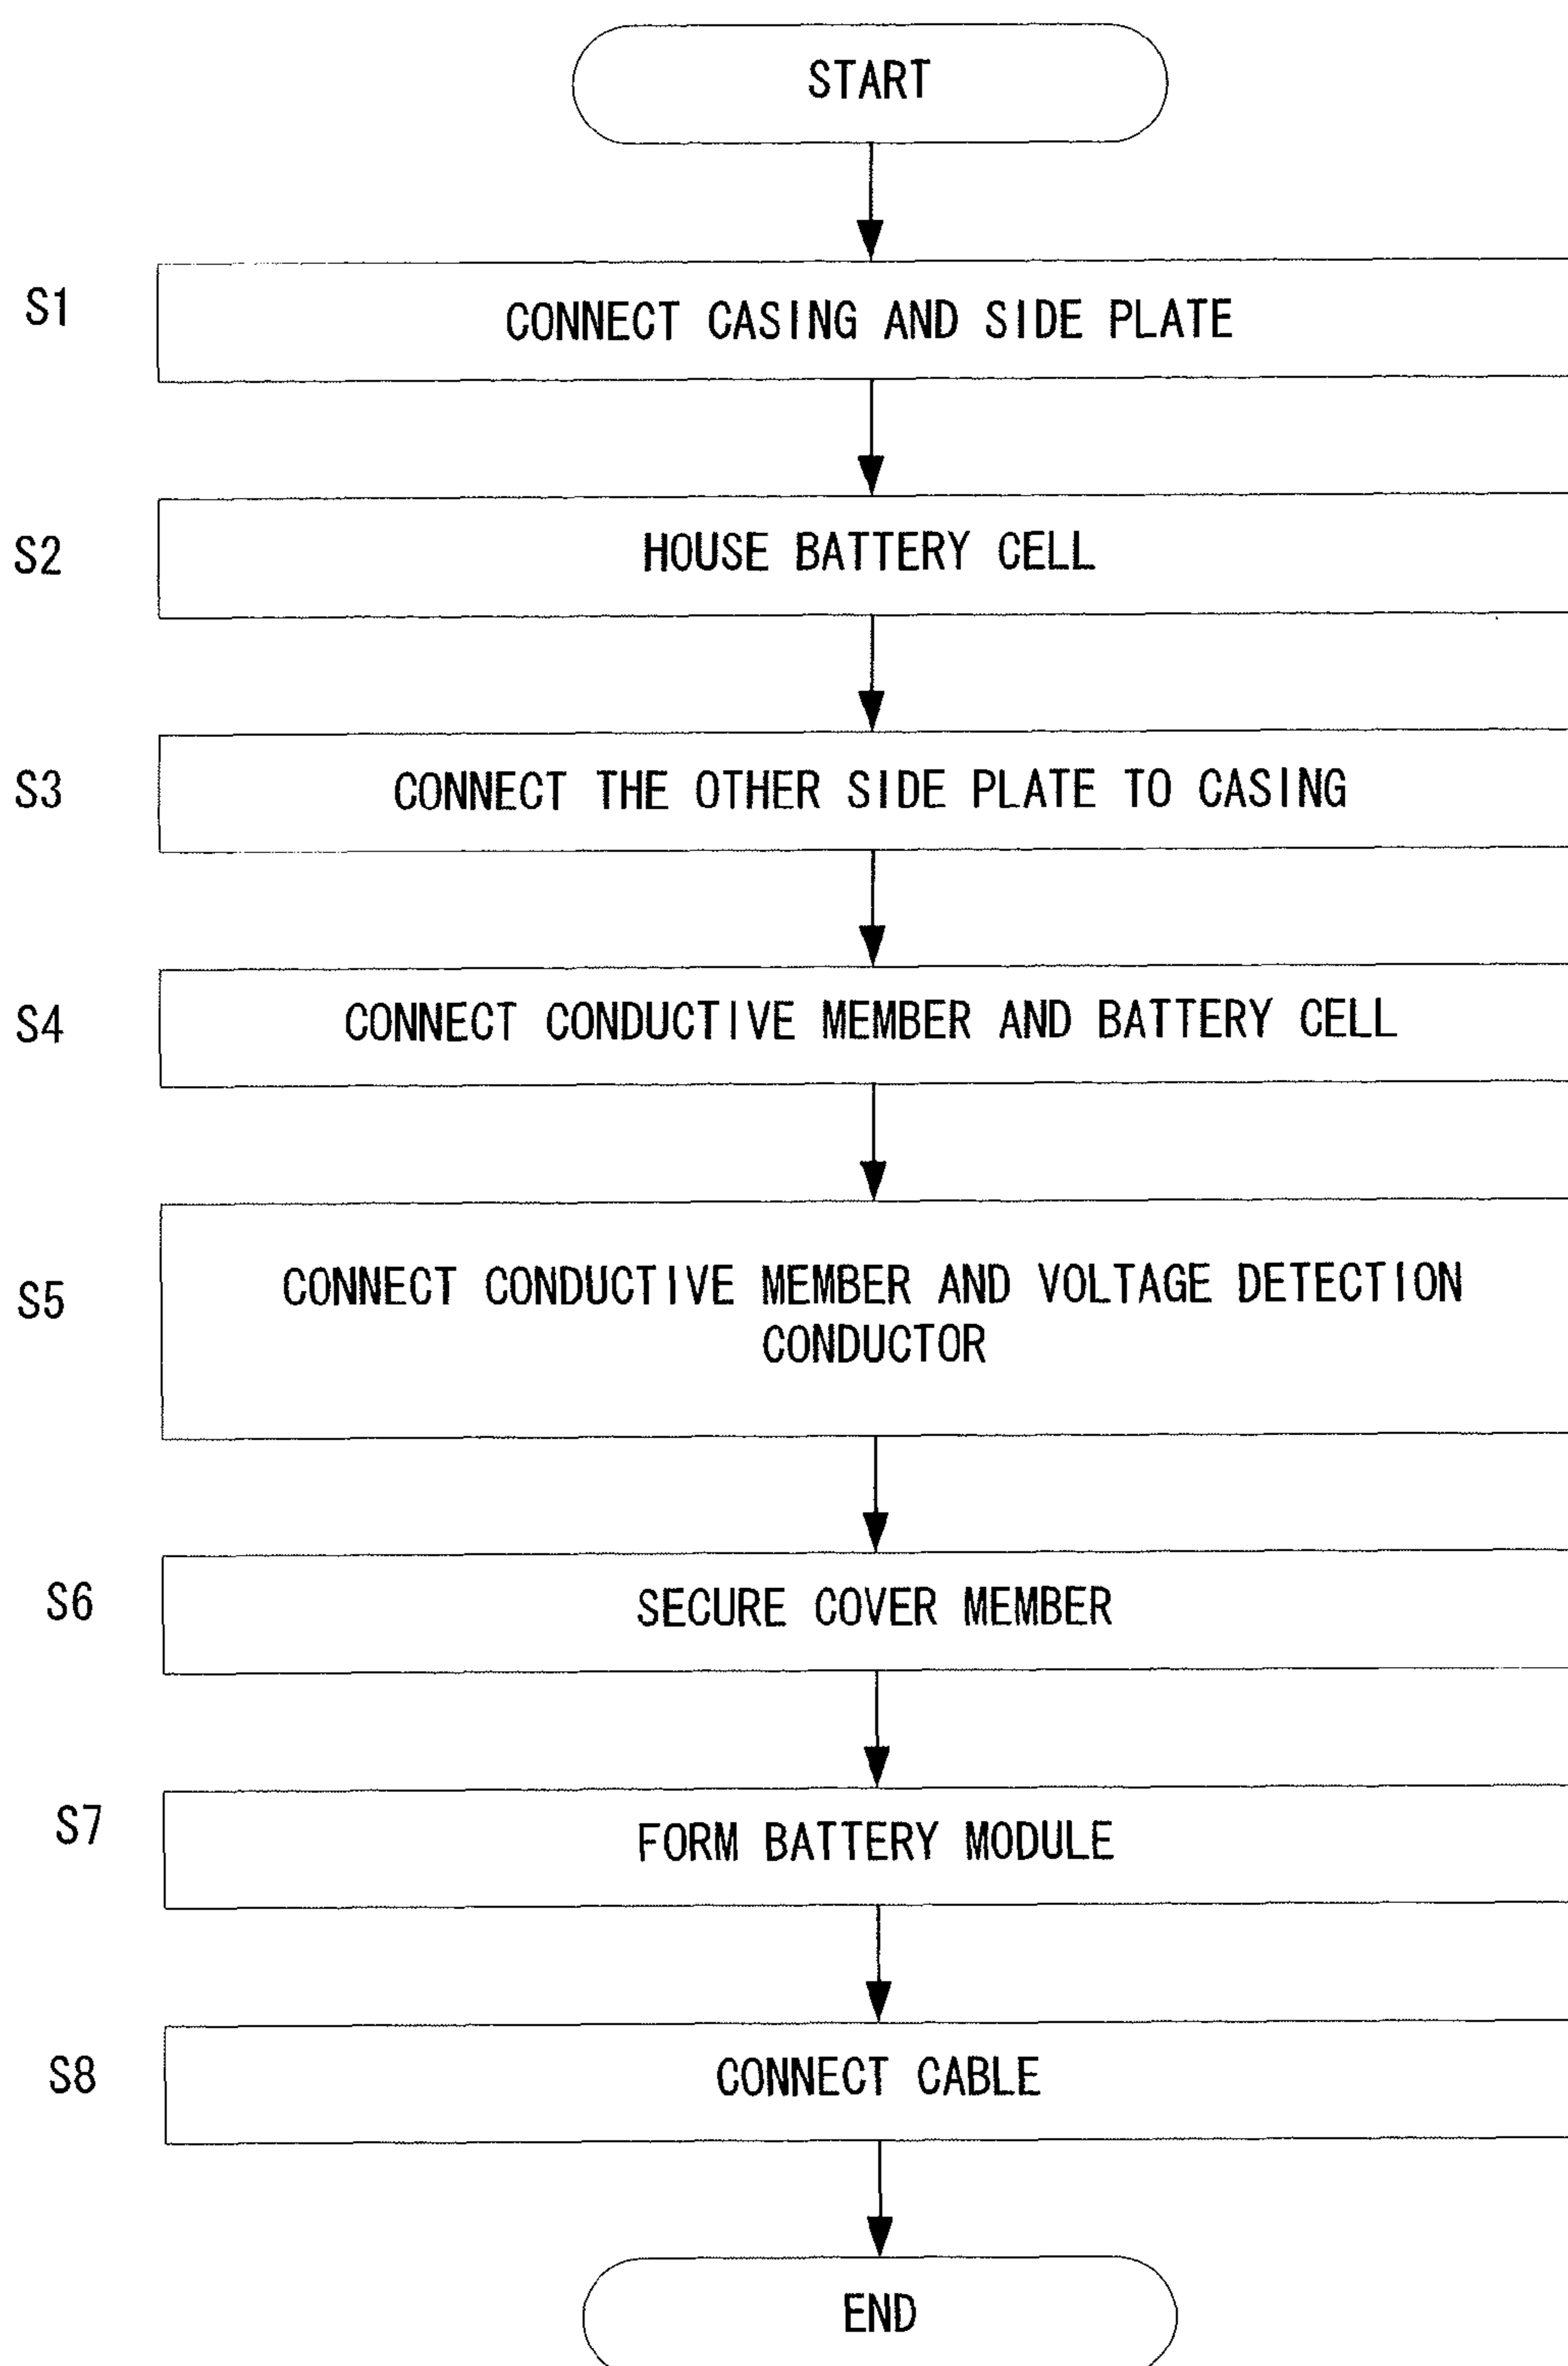 START
S1
CONNECT CASING AND SIDE PLATE
S2
HOUSE BATTERY CELL
S3
CONNECT THE OTHER SIDE PLATE TO CASING
S4
CONNECT CONDUCTIVE MEMBER AND BATTERY CELL
S5
CONNECT CONDUCTIVE MEMBER AND VOLTAGE DETECTION
CONDUCTOR
S6
SECURE COVER MEMBER
S7
FORM BATTERY MODULE
S8
CONNECT CABLE
END